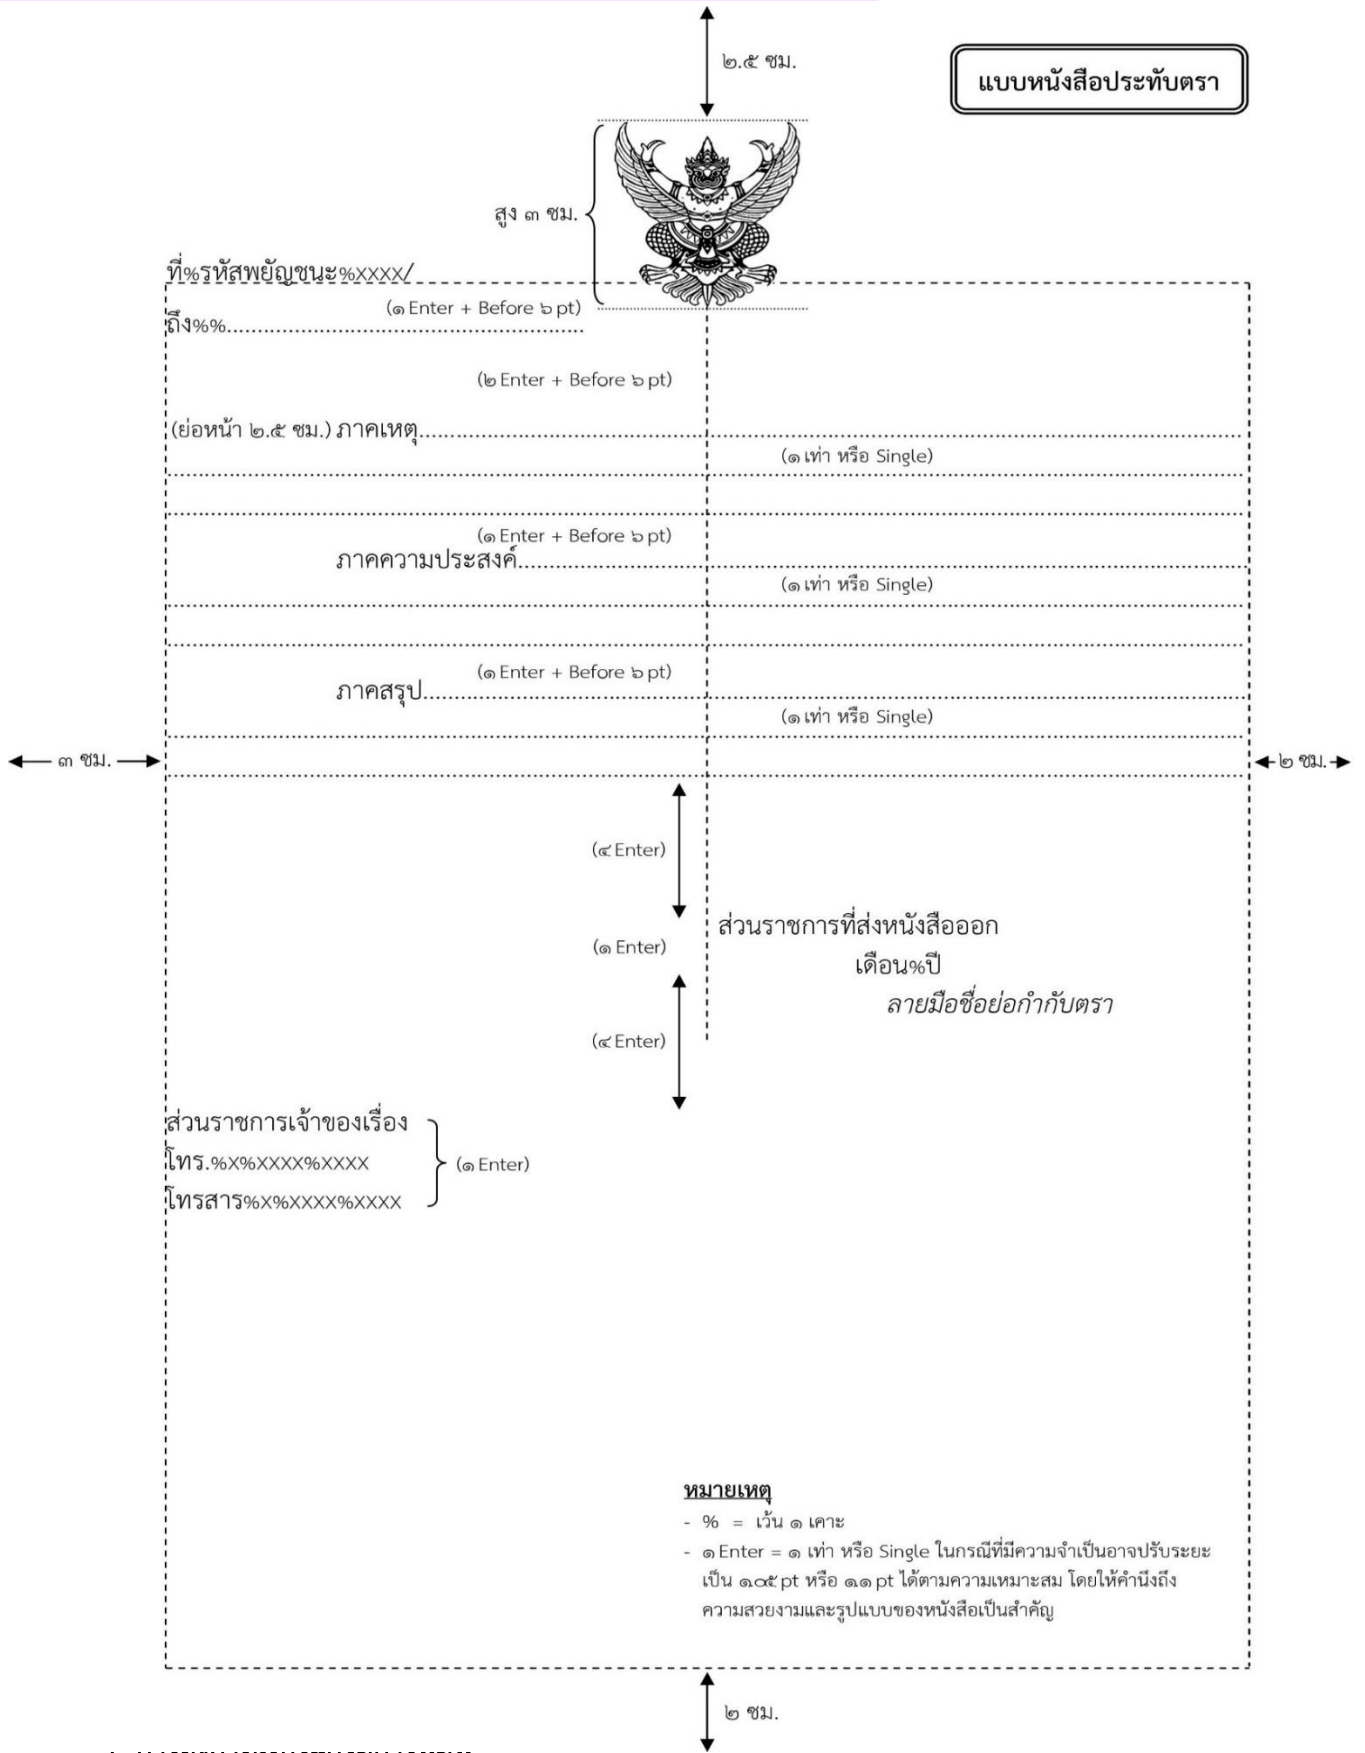 ๒.๕ ซม.
แบบหนังสือประทับตรา
สูง ๓ ซม.
ที่%รหัสพยัญชนะ%XXXX/
(๑ Enter + Before ๖ pt)
ถึง%%.......................................................
(๒ Enter + Before ๖ pt)
(ย่อหน้า ๒.๕ ซม.) ภาคเหตุ.......................................................
(๑ เท่า หรือ Single)
(๑ Enter + Before ๖ pt)
ภาคความประสงค์.......................................................
(๑ เท่า หรือ Single)
(๑ Enter + Before ๖ pt)
ภาคสรุป.......................................................
(๑ เท่า หรือ Single)
๓ ซม.
๒ ซม.
(๔ Enter)
ส่วนราชการที่ส่งหนังสือออก
(๑ Enter)
เดือน%ปี
ลายมือชื่อย่อกำกับตรา
(๔ Enter)
ส่วนราชการเจ้าของเรื่อง
โทร.%X%XXXX%XXXX
(๑ Enter)
โทรสาร%X%XXXX%XXXX
หมายเหตุ
- % = เว้น ๑ เคาะ
- ๑ Enter = ๑ เท่า หรือ Single ในกรณีที่มีความจำเป็นอาจปรับระยะ
เป็น ๑.๐๕ pt หรือ ๑.๑ pt ได้ตามความเหมาะสม โดยให้คำนึงถึง
ความสวยงามและรูปแบบของหนังสือเป็นสำคัญ
๒ ซม.